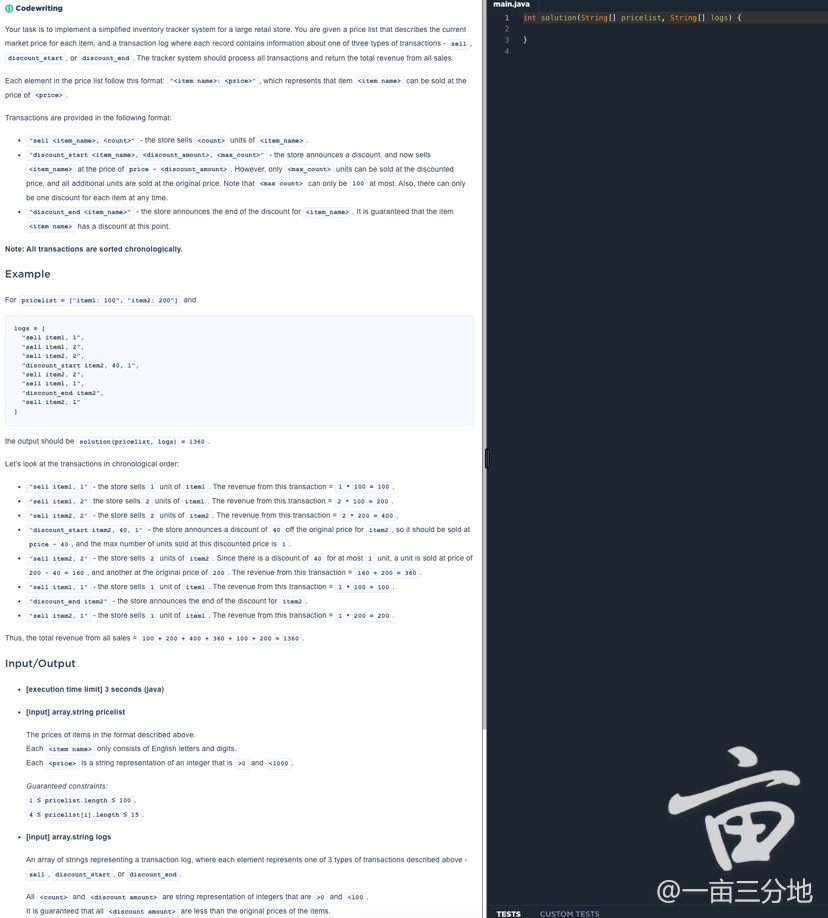 Codewriting
Your task is to implement a simplified inventory tracker system for a large retail store. You are given a price list that describes the current
market price for each item, and a transaction log where each record contains information about one of three types of transactions - sell,
discount_start, or discount_end. The tracker system should process all transactions and return the total revenue from all sales.
Each element in the price list follow this format: "<item name>: <price>", which represents that item <item name> can be sold at the
price of <price>.
Transactions are provided in the following format:
• "sell <item_name>, <count>" - the store sells <count> units of <item_name>.
• "discount_start <item_name>, <discount_amount>, <max_count>" - the store announces a discount, and now sells
<item_name> at the price of price - <discount_amount>. However, only <max_count> units can be sold at the discounted
price, and all additional units are sold at the original price. Note that <max count> can only be 100 at most. Also, there can only
be one discount for each item at any time.
• "discount_end <item_name>" - the store announces the end of the discount for <item_name>. It is guaranteed that the item
<item name> has a discount at this point.
Note: All transactions are sorted chronologically.
Example
For pricelist = ["item1: 100", "item2: 200"] and
logs = [
"sell item1, 1",
"sell item1, 2",
"sell item2, 2",
"discount_start item2, 40, 1",
"sell item2, 2",
"sell item1, 1",
"discount_end item2",
"sell item2, 1"
]
the output should be solution(pricelist, logs) = 1360.
Let's look at the transactions in chronological order:
• "sell item1, 1" - the store sells 1 unit of item1. The revenue from this transaction = 1 * 100 = 100.
• "sell item1, 2" the store sells 2 units of item1. The revenue from this transaction = 2 * 100 = 200.
• "sell item2, 2" - the store sells 2 units of item2. The revenue from this transaction = 2 * 200 = 400.
• "discount_start item2, 40, 1" - the store announces a discount of 40 off the original price for item2, so it should be sold at
price - 40, and the max number of units sold at this discounted price is 1.
• "sell item2, 2" - the store sells 2 units of item2. Since there is a discount of 40 for at most 1 unit, a unit is sold at price of
200 - 40 = 160, and another at the original price of 200. The revenue from this transaction = 160 + 200 = 360.
• "sell item1, 1" - the store sells 1 unit of item1. The revenue from this transaction = 1 * 100 = 100.
• "discount_end item2" - the store announces the end of the discount for item2.
• "sell item2, 1" - the store sells 1 unit of item1. The revenue from this transaction = 1 * 200 = 200.
Thus, the total revenue from all sales = 100 + 200 + 400 + 360 + 100 + 200 = 1360.
Input/Output
• [execution time limit] 3 seconds (java)
• [input] array.string pricelist
The prices of items in the format described above.
Each <item name> only consists of English letters and digits.
Each <price> is a string representation of an integer that is >0 and <1000.
Guaranteed constraints:
1 ≤ pricelist.length ≤ 100,
4 ≤ pricelist[i].length ≤ 15.
• [input] array.string logs
An array of strings representing a transaction log, where each element represents one of 3 types of transactions described above -
sell, discount_start, or discount_end.
All <count> and <discount amount> are string representation of integers that are >0 and <100.
It is guaranteed that all <discount amount> are less than the original prices of the items.
main.java
1 int solution(String[] pricelist, String[] logs) {
2
3 }
4
TESTS CUSTOM TESTS
亩
@一亩三分地